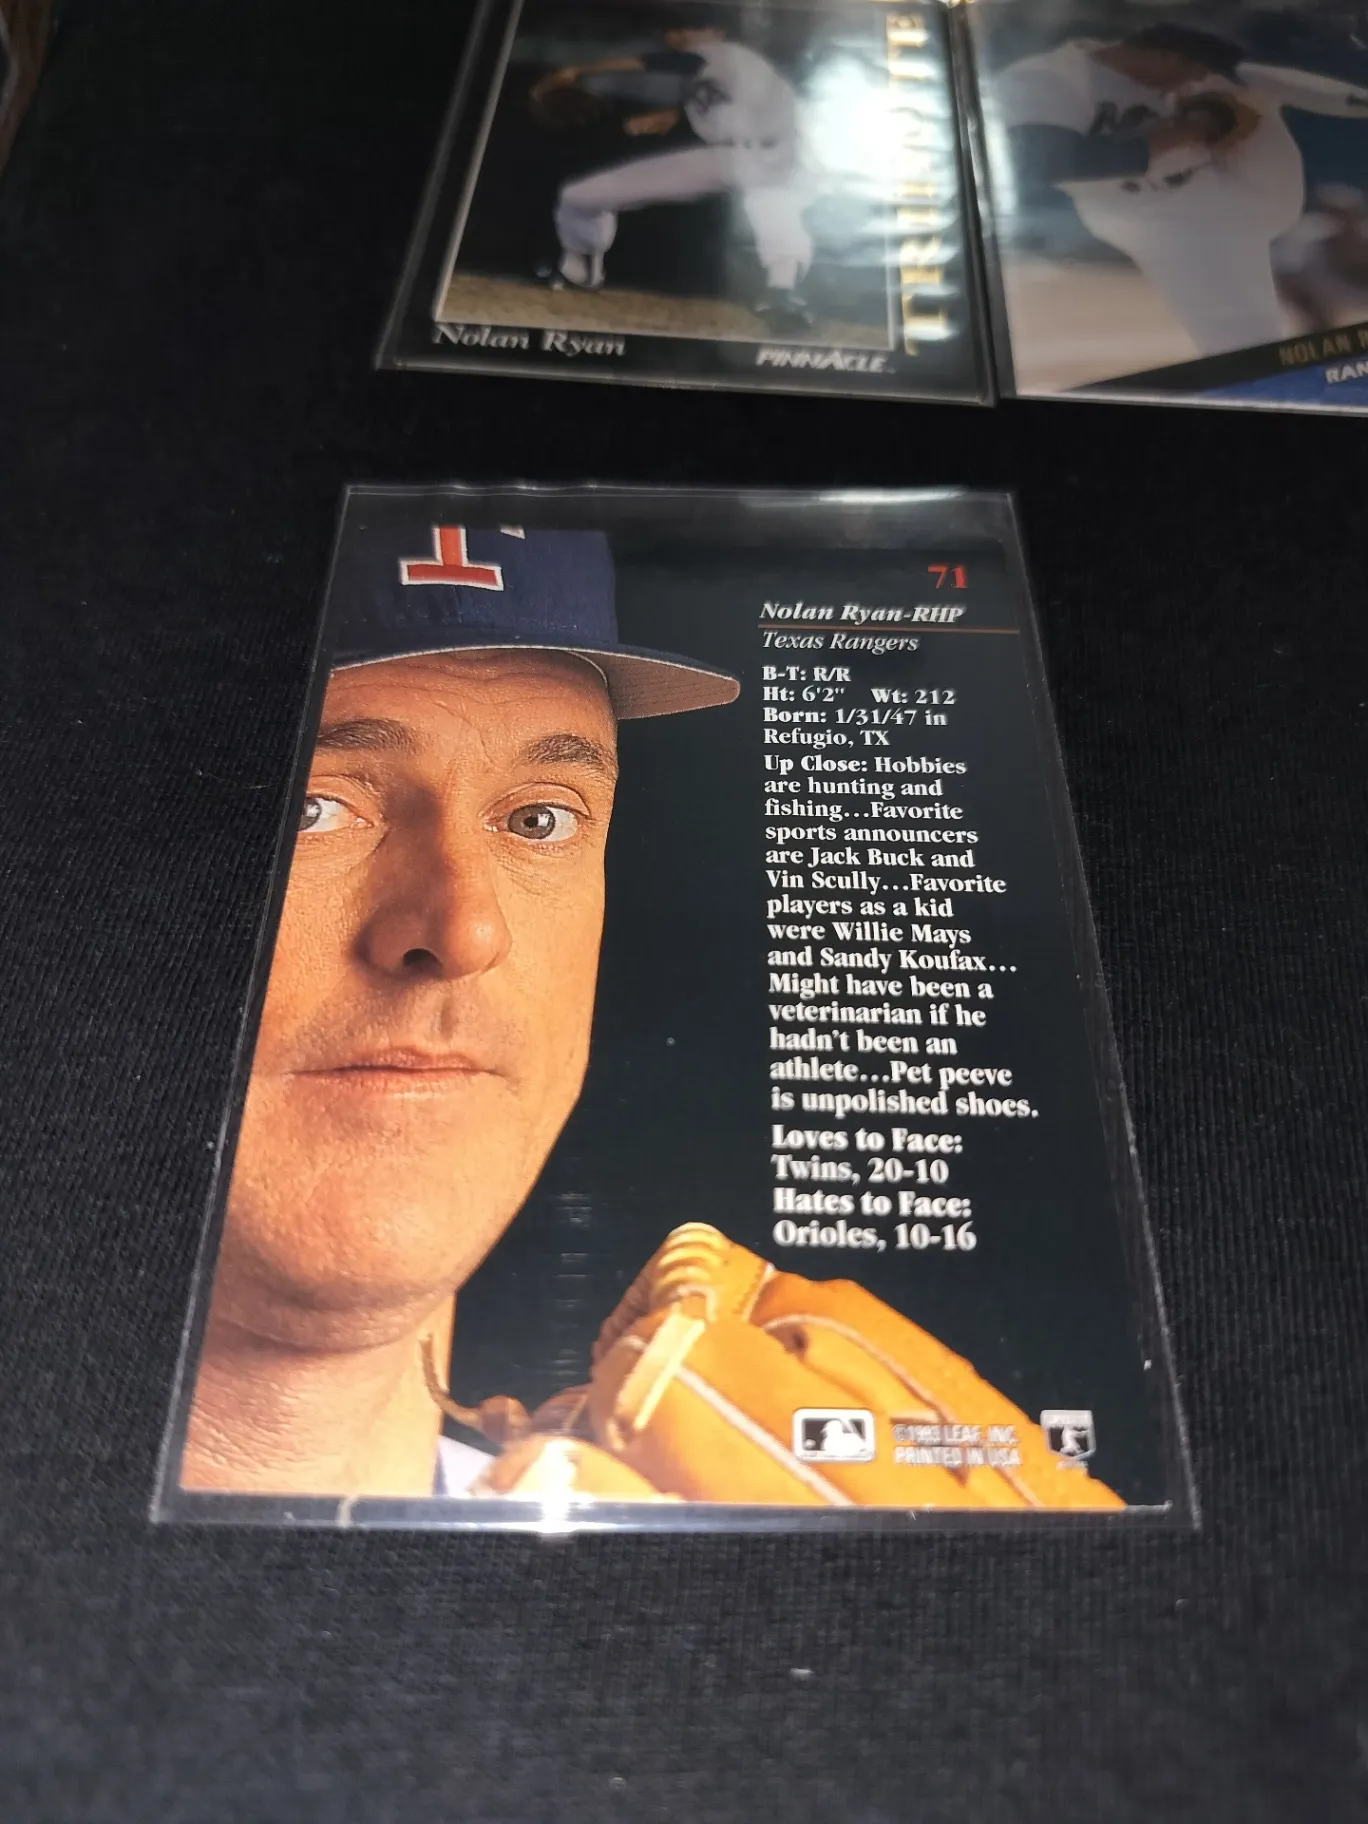 TRIBUTE
Nolan Ryan
PINNACLE
NOLAN
RAN
71
Nolan Ryan-RHP
Texas Rangers
B-T: R/R
Ht: 6'2" Wt: 212
Born: 1/31/47 in
Refugio, TX
Up Close: Hobbies
are hunting and
fishing...Favorite
sports announcers
are Jack Buck and
Vin Scully...Favorite
players as a kid
were Willie Mays
and Sandy Koufax...
Might have been a
veterinarian if he
hadn't been an
athlete...Pet peeve
is unpolished shoes.
Loves to Face:
Twins, 20-10
Hates to Face:
Orioles, 10-16
©1993 LEAF, INC.
PRINTED IN USA